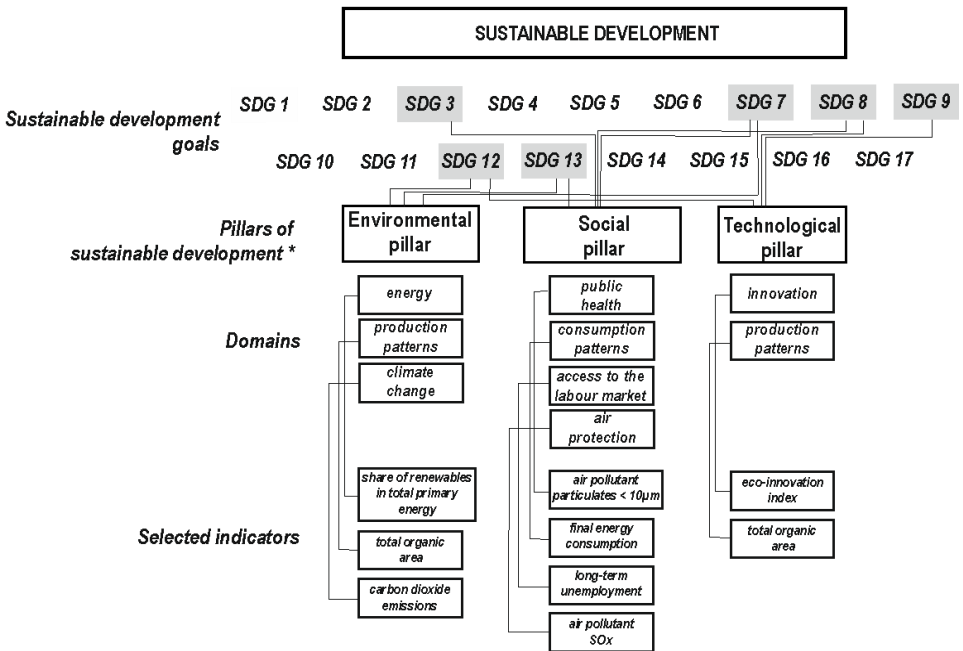 SUSTAINABLE DEVELOPMENT
SDG 1 SDG 2 SDG 3 SDG 4 SDG 5 SDG 6 SDG 7 SDG 8 SDG 9
Sustainable development
goals
SDG 10 SDG 11 SDG 12 SDG 13 SDG 14 SDG 15 SDG 16 SDG 17
Pillars of
sustainable development *
Environmental
pillar
Social
pillar
Technological
pillar
Domains
energy
production
patterns
climate
change
public
health
consumption
patterns
access to the
labour market
air
protection
innovation
production
patterns
Selected indicators
share of renewables
in total primary
energy
total organic
area
carbon dioxide
emissions
air pollutant
particulates < 10µm
final energy
consumption
long-term
unemployment
air pollutant
SOx
eco-innovation
index
total organic
area